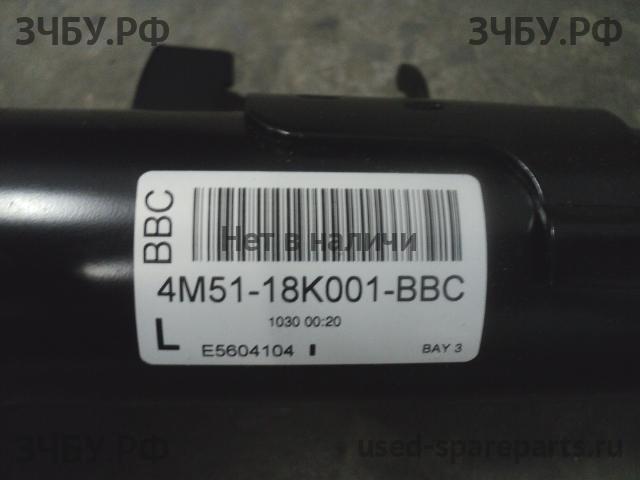 ЗЧБУ.РФ ЗЧБУ.РФ
BBC
Нет в наличи
4M51-18K001-BBC
1030 00:20
L E5604104 BAY 3
ЗЧБУ.РФ used-spareparts.ru